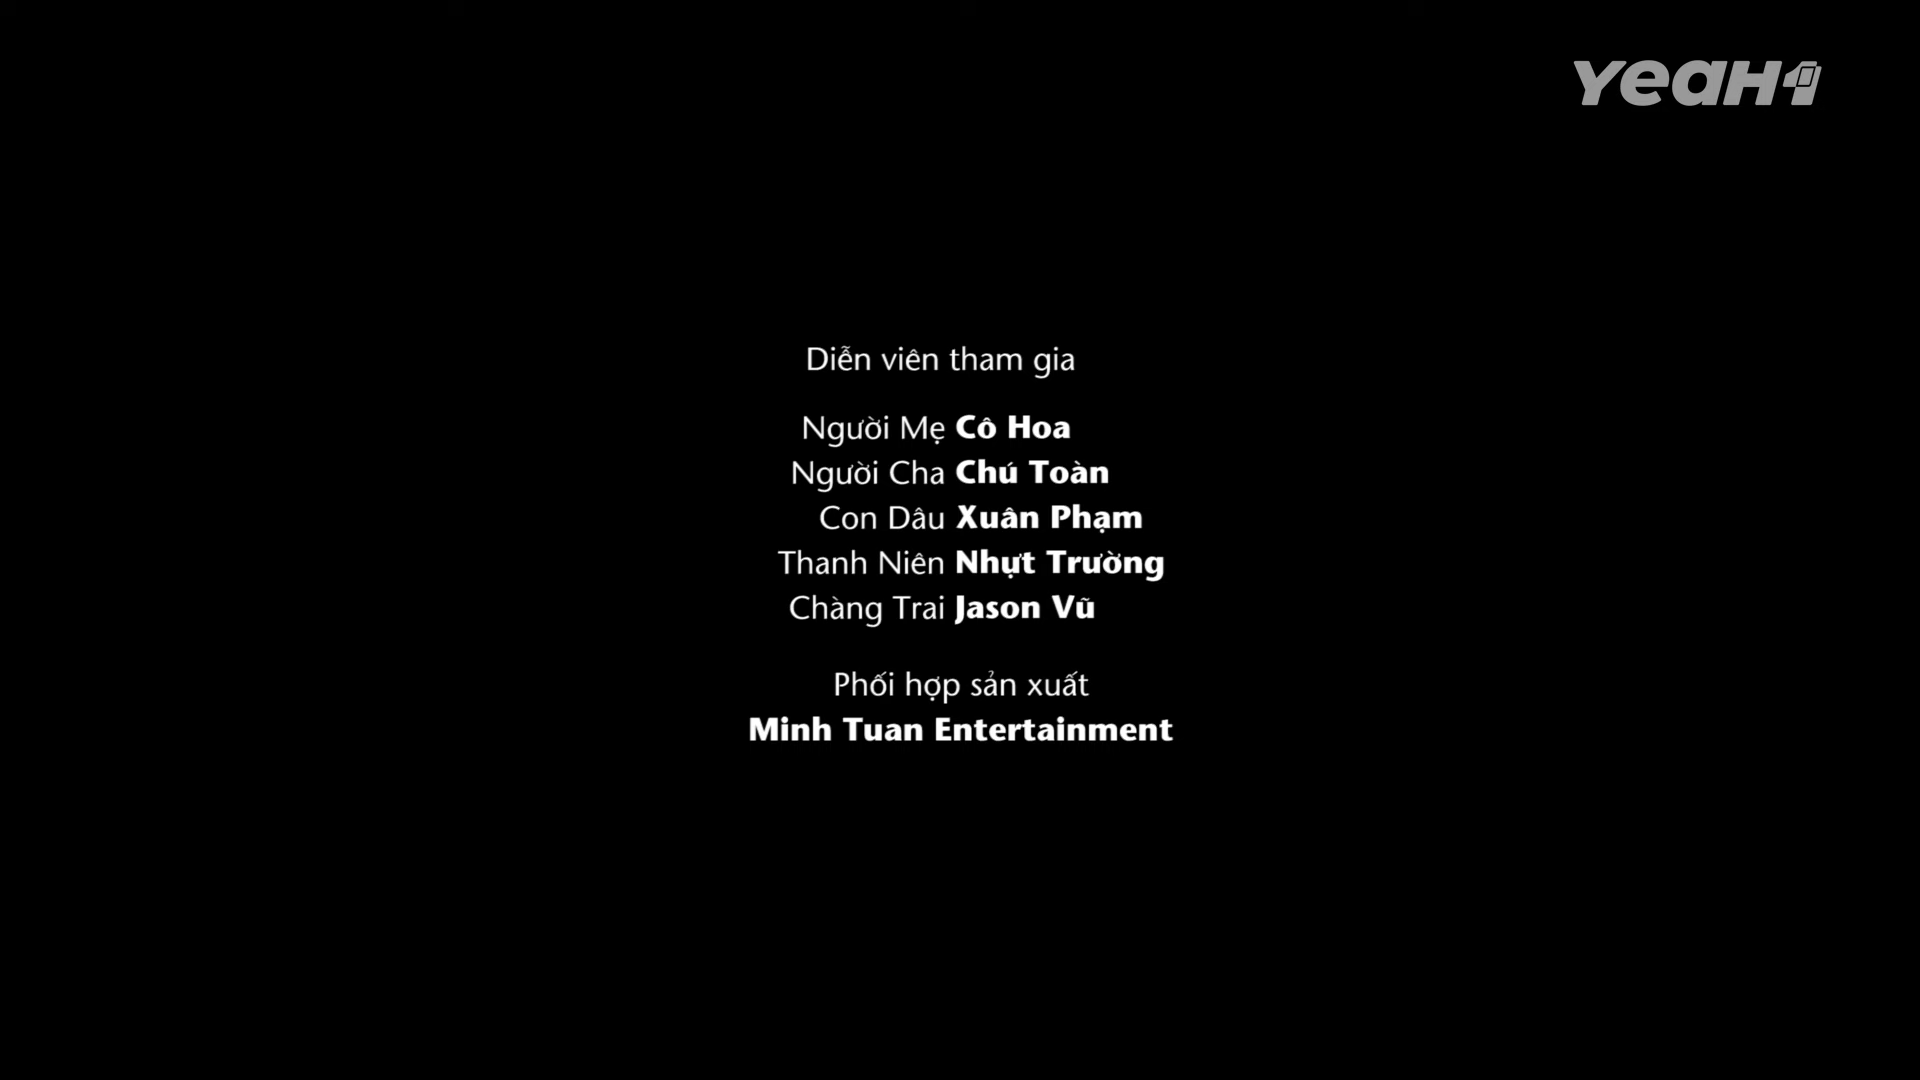 YEAH1
Diễn viên tham gia
Người Mẹ Cô Hoa
Người Cha Chú Toàn
Con Dâu Xuân Phạm
Thanh Niên Nhựt Trường
Chàng Trai Jason Vũ
Phối hợp sản xuất
Minh Tuan Entertainment